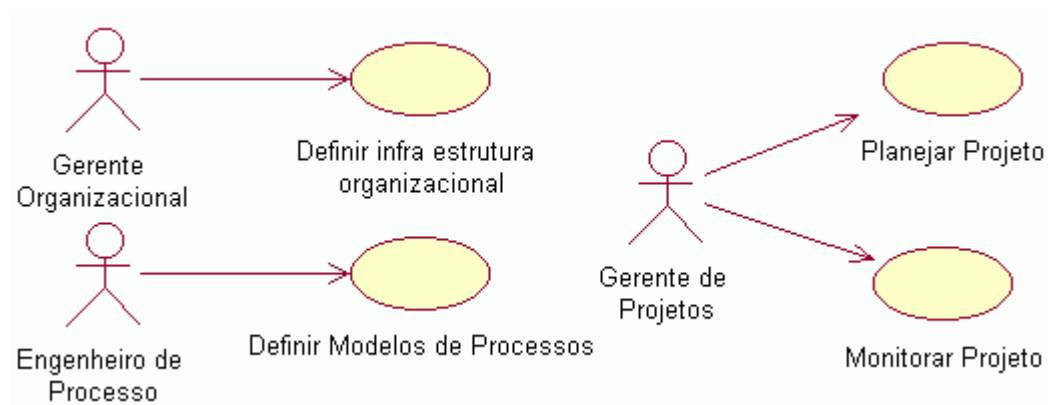 Gerente
Organizacional
Definir infra estrutura
organizacional
Engenheiro de
Processo
Definir Modelos de Processos
Gerente de
Projetos
Planejar Projeto
Monitorar Projeto